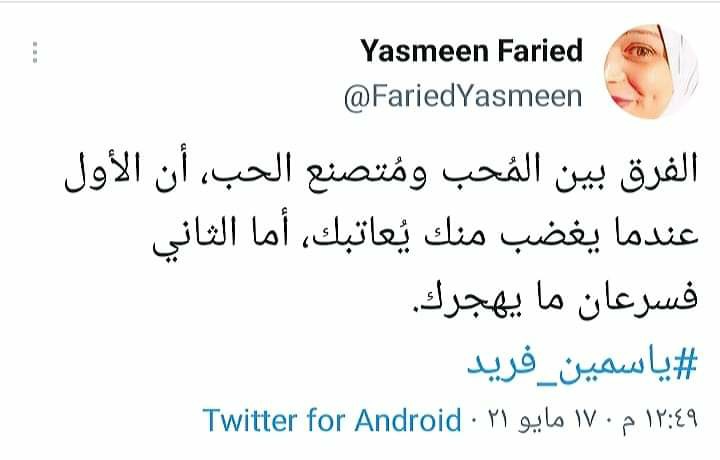 Yasmeen Faried
@FariedYasmeen
الفرق بين المُحب ومُتصنع الحب، أن الأول
عندما يغضب منك يُعاتبك، أما الثاني
فسرعان ما يهجرك.
#ياسمين_فريد
١٢:٤٩ م · ١٧ مايو ٢١ · Twitter for Android